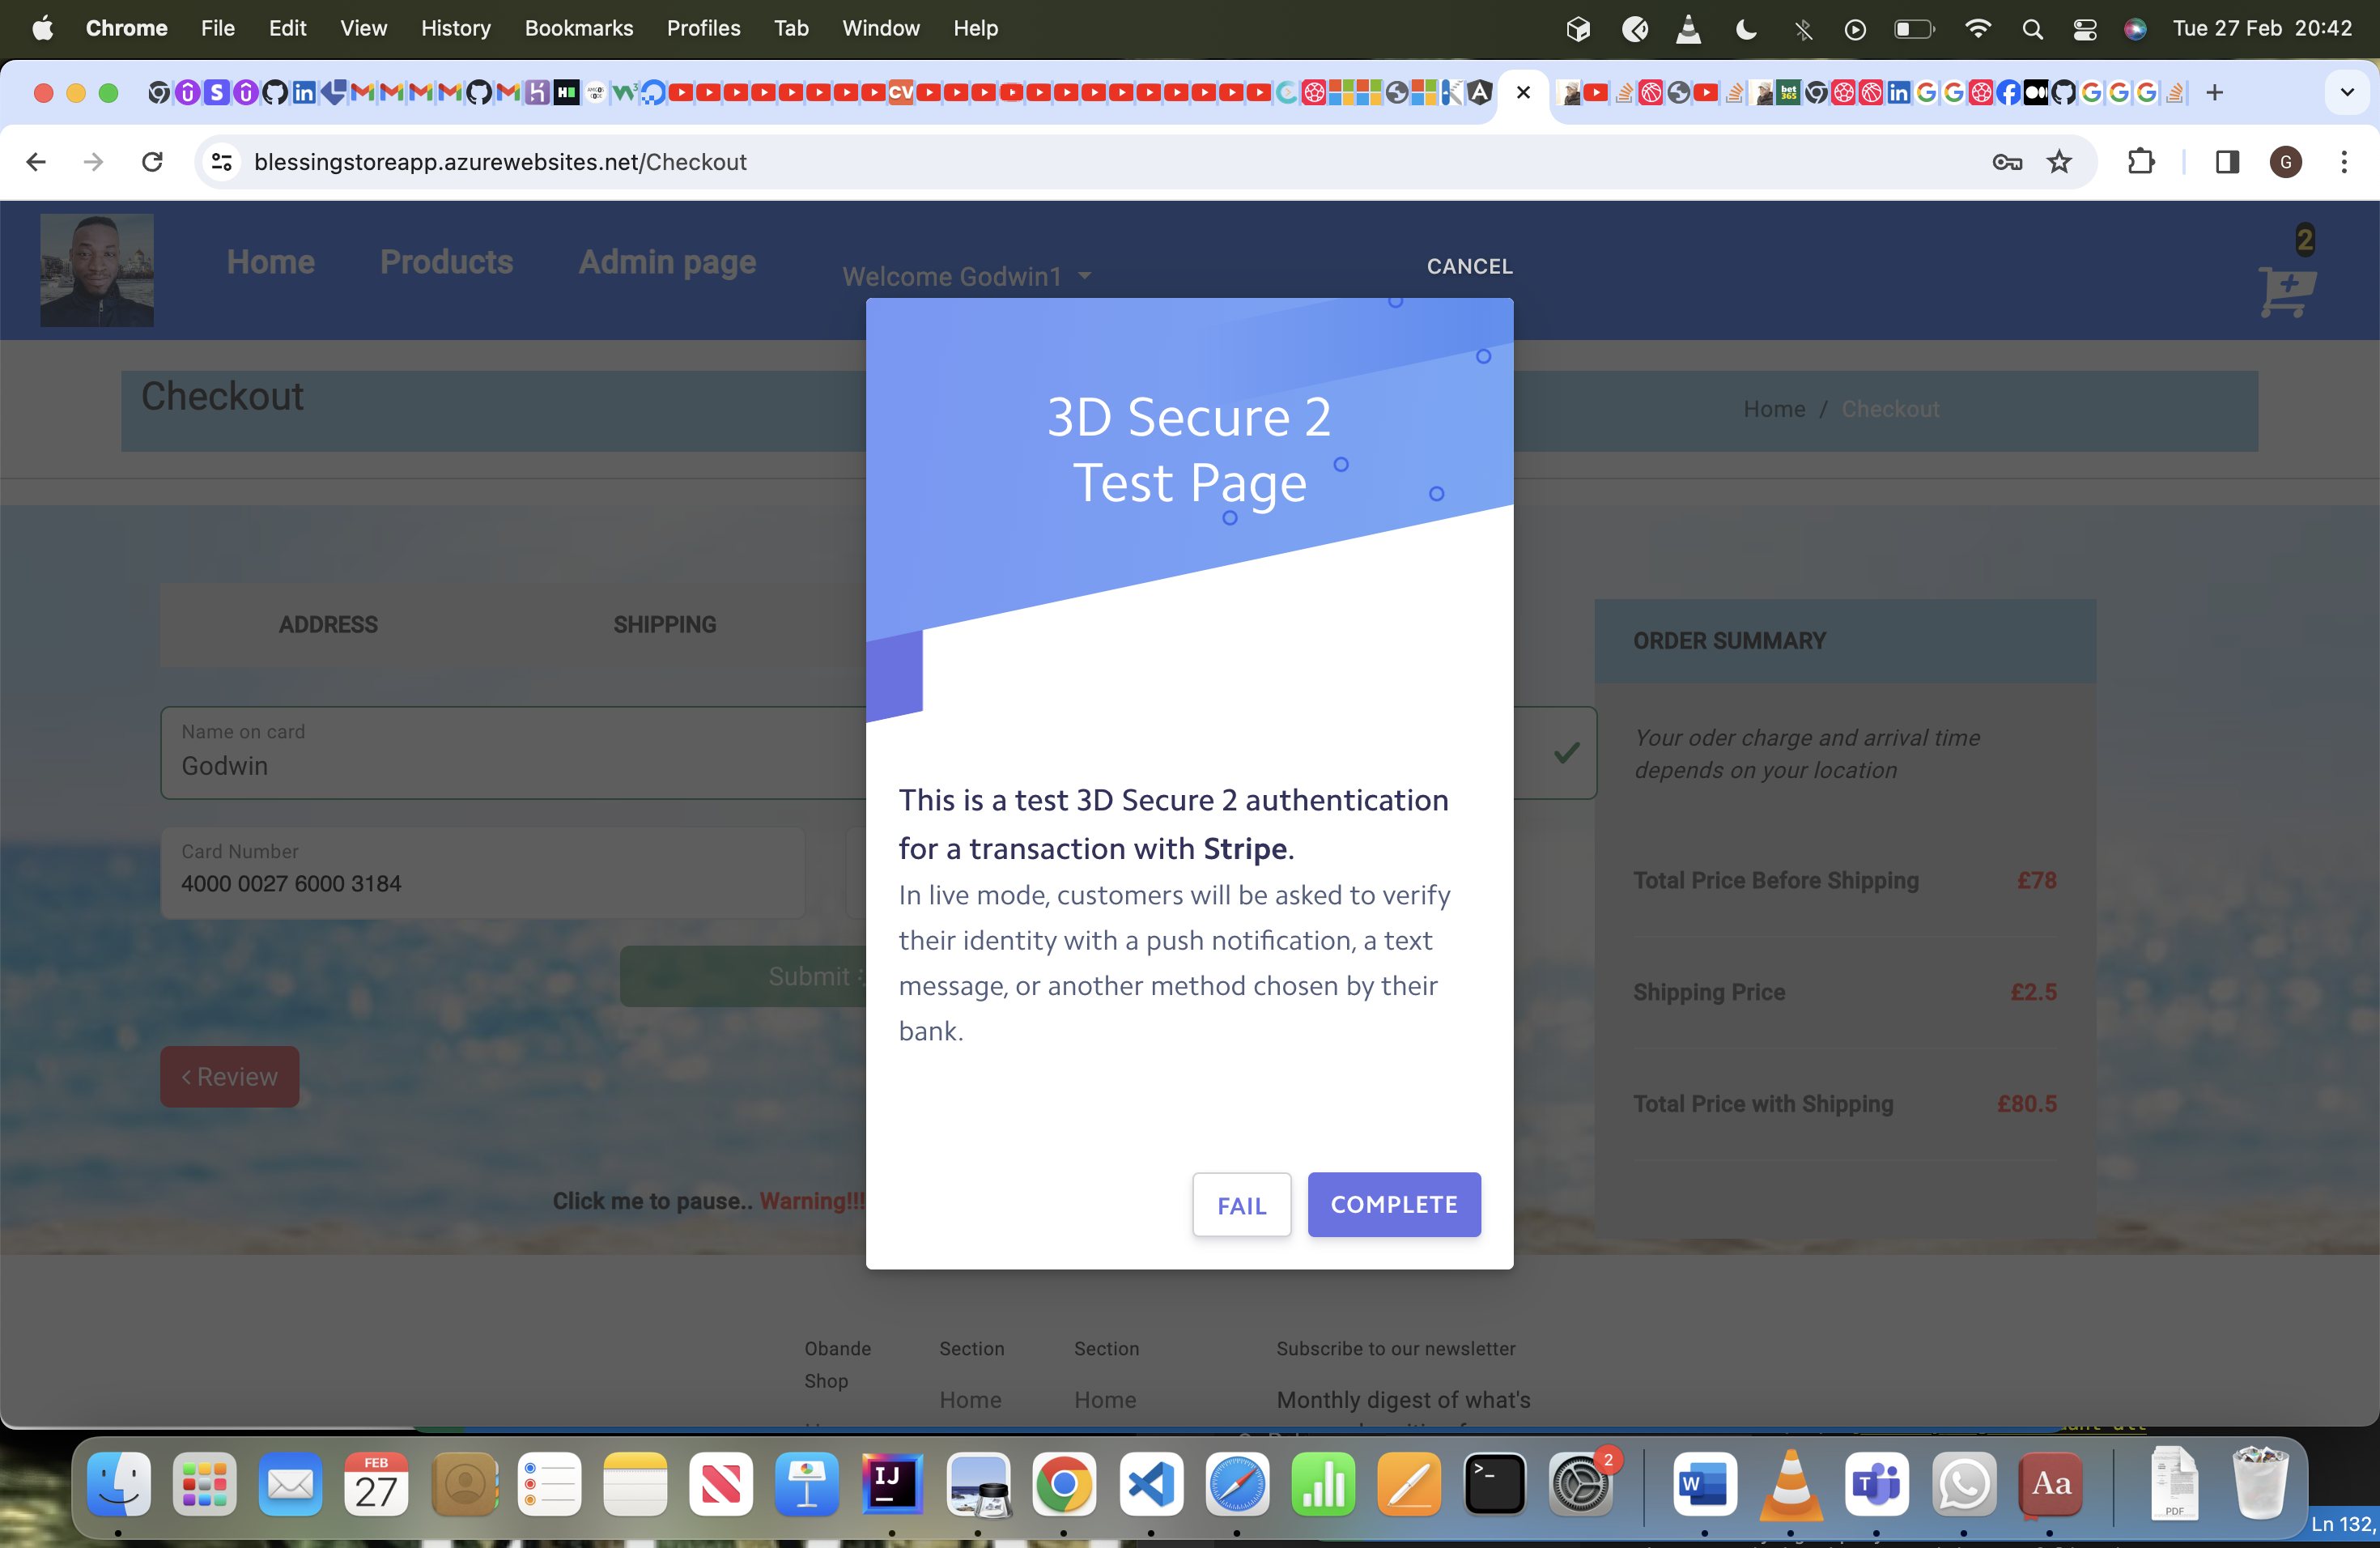 Chrome File Edit View History Bookmarks Profiles Tab Window Help Tue 27 Feb 20:42
blessingstoreapp.azurewebsites.net/Checkout
G
Home Products Admin page Welcome Godwin1 CANCEL 2
Checkout
Home / Checkout
3D Secure 2
Test Page
ADDRESS SHIPPING
Name on card
Godwin
Card Number
4000 0027 6000 3184
Submit
Review
Click me to pause.. Warning!!!
This is a test 3D Secure 2 authentication
for a transaction with Stripe.
In live mode, customers will be asked to verify
their identity with a push notification, a text
message, or another method chosen by their
bank.
FAIL COMPLETE
ORDER SUMMARY
Your oder charge and arrival time
depends on your location
Total Price Before Shipping £78
Shipping Price £2.5
Total Price with Shipping £80.5
Obande
Shop
Section
Home
Section
Home
Subscribe to our newsletter
Monthly digest of what's
FEB
27
IJ
2
W
T
Aa
PDF
Ln 132,